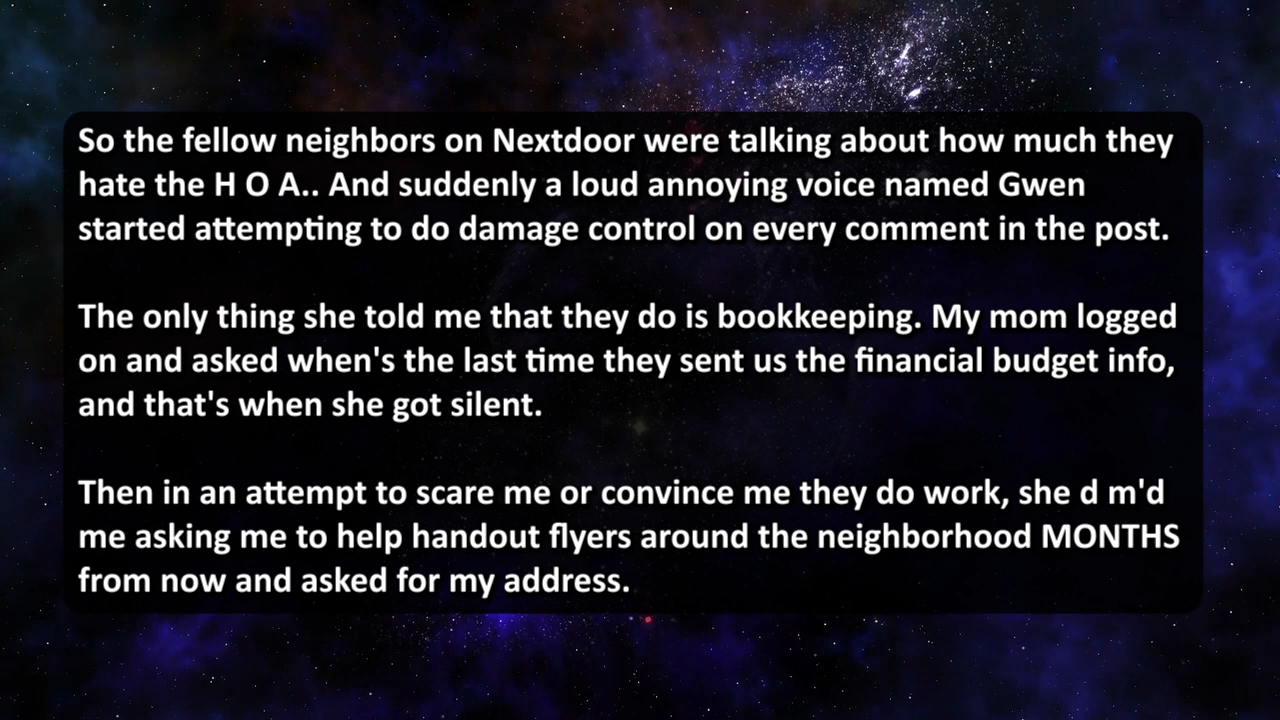 So the fellow neighbors on Nextdoor were talking about how much they
hate the H O A.. And suddenly a loud annoying voice named Gwen
started attempting to do damage control on every comment in the post.
The only thing she told me that they do is bookkeeping. My mom logged
on and asked when's the last time they sent us the financial budget info,
and that's when she got silent.
Then in an attempt to scare me or convince me they do work, she d m'd
me asking me to help handout flyers around the neighborhood MONTHS
from now and asked for my address.